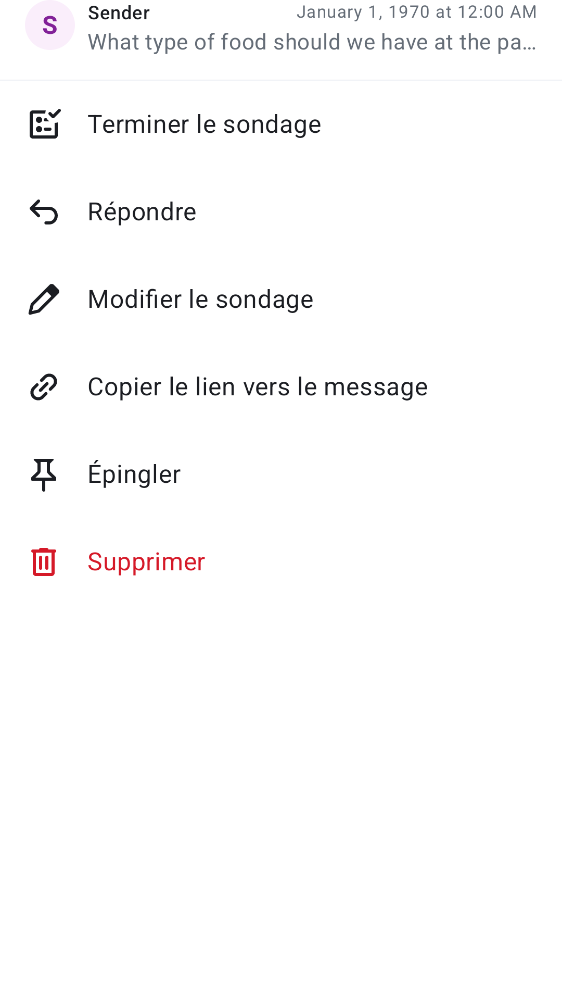 S
Sender January 1, 1970 at 12:00 AM
What type of food should we have at the pa…
Terminer le sondage
Répondre
Modifier le sondage
Copier le lien vers le message
Épingler
Supprimer